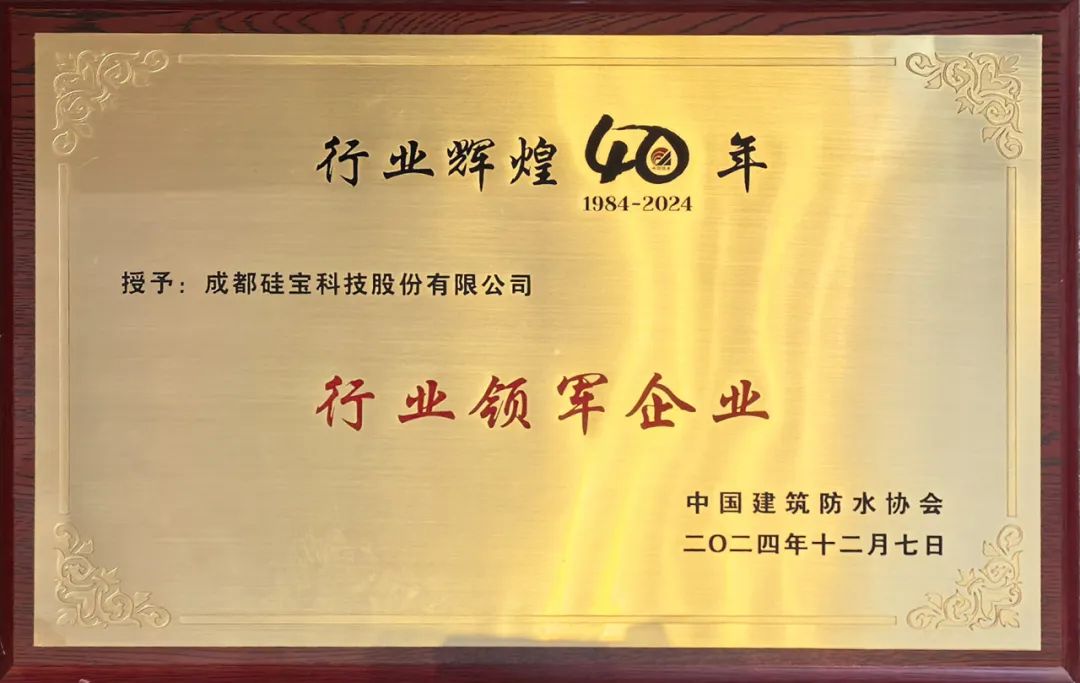 行业辉煌40年
1984-2024
授予：成都硅宝科技股份有限公司
行业领军企业
中国建筑防水协会
二〇二四年十二月七日